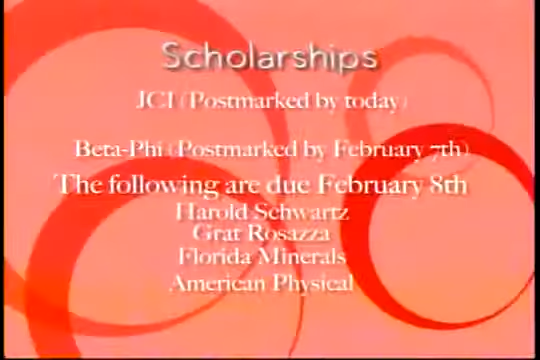 Scholarships
JCI (Postmarked by today)
Beta-Phi (Postmarked by February 7th)
The following are due February 8th
Harold Schwartz
Grat Rosazza
Florida Minerals
American Physical